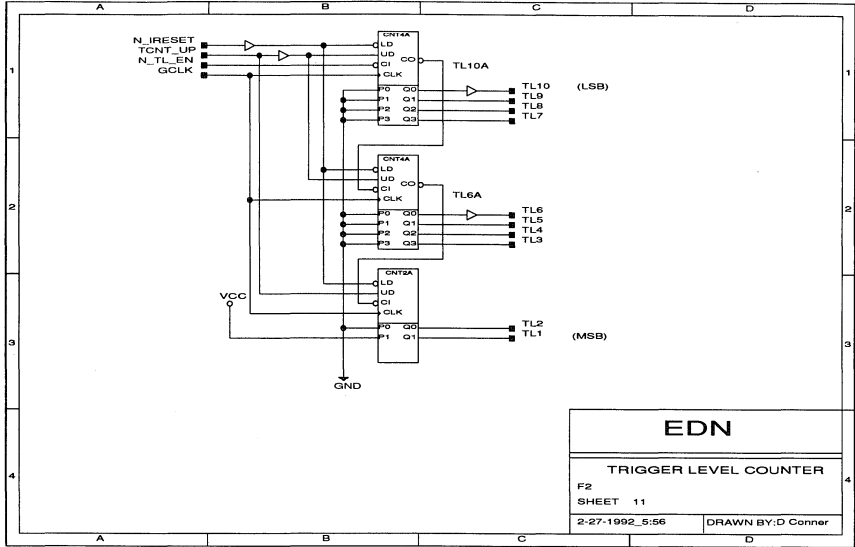 A B C D
N_IRESET
TCNT_UP
N_TL_EN
GCLK
CNT4A
LD
UD
CI
CLK
CO
TL10A
P0 Q0
P1 Q1
P2 Q2
P3 Q3
TL10 (LSB)
TL9
TL8
TL7
1 1
CNT4A
LD
UD
CI
CLK
CO
TL6A
P0 Q0
P1 Q1
P2 Q2
P3 Q3
TL6
TL5
TL4
TL3
2 2
VCC
CNT2A
LD
UD
CI
CLK
P0 Q0
P1 Q1
TL2
TL1 (MSB)
3 3
GND
EDN
TRIGGER LEVEL COUNTER
F2
SHEET 11
4 4
2-27-1992_5:56 DRAWN BY:D Conner
A B C D